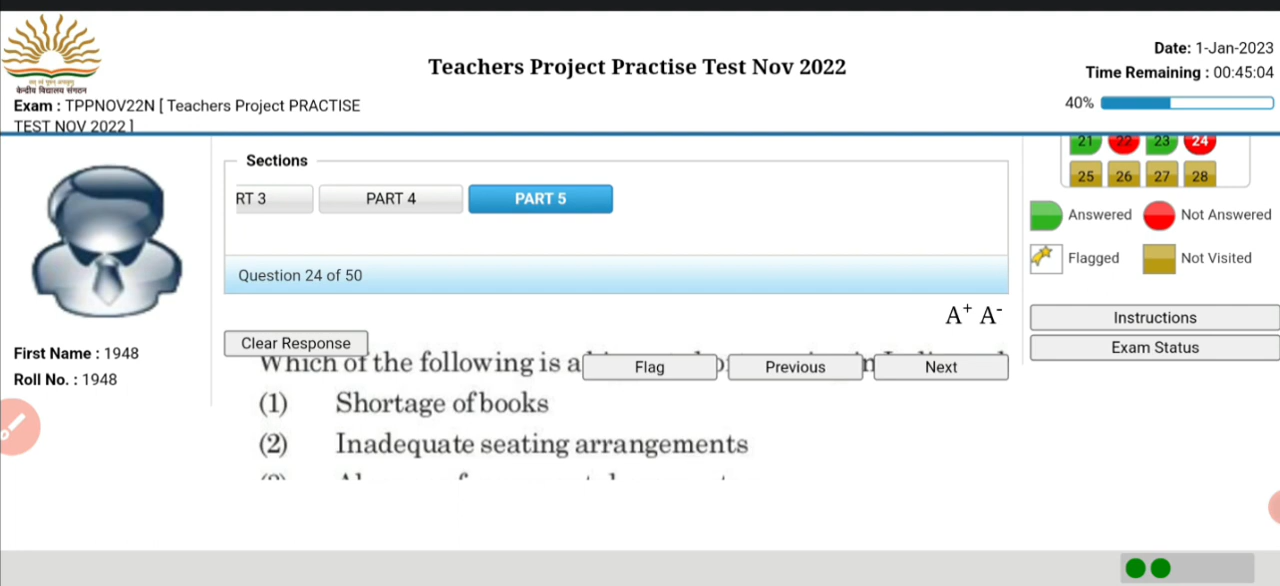 केन्द्रीय विद्यालय संगठन
Teachers Project Practise Test Nov 2022
Date: 1-Jan-2023
Time Remaining : 00:45:04
40%
Exam : TPPNOV22N [ Teachers Project PRACTISE
TEST NOV 2022 ]
Sections
RT 3
PART 4
PART 5
Question 24 of 50
A+ A-
Clear Response
Which of the following is a
Flag
Previous
Next
(1) Shortage of books
(2) Inadequate seating arrangements
First Name : 1948
Roll No. : 1948
21 22 23 24
25 26 27 28
Answered
Not Answered
Flagged
Not Visited
Instructions
Exam Status